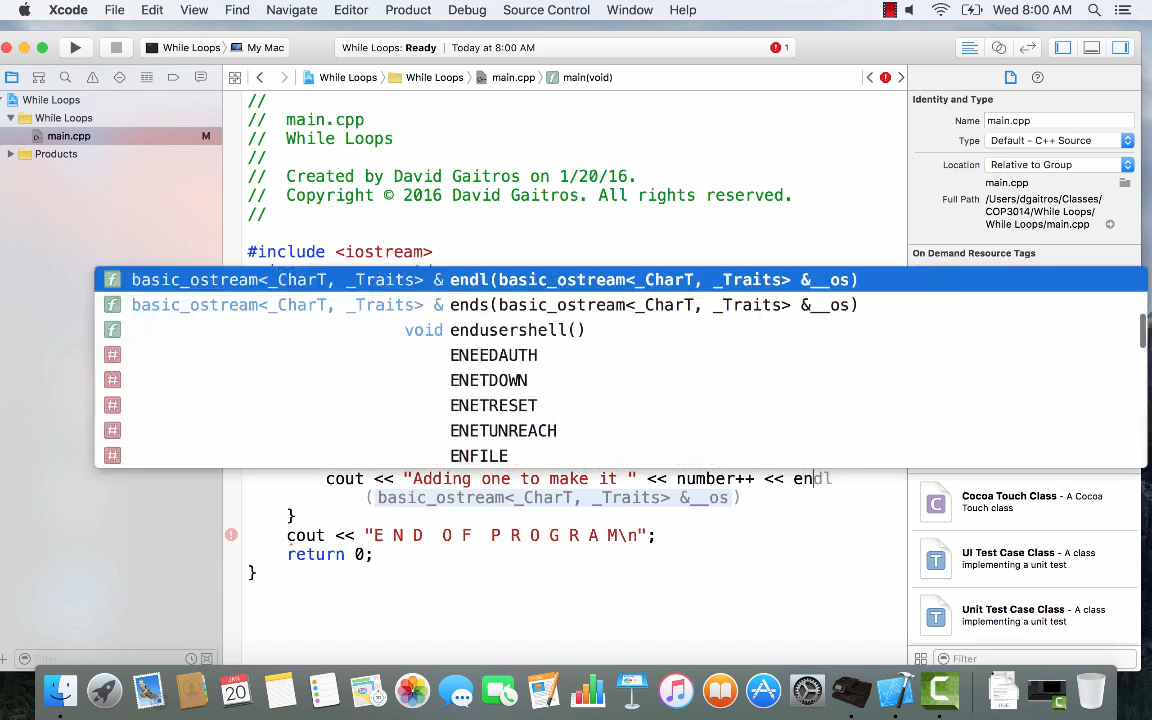 Xcode File Edit View Find Navigate Editor Product Debug Source Control Window Help Wed 8:00 AM
While Loops My Mac While Loops: Ready | Today at 8:00 AM 1
While Loops While Loops main.cpp main(void)
While Loops
While Loops
main.cpp M
Products
//
// main.cpp
// While Loops
//
// Created by David Gaitros on 1/20/16.
// Copyright © 2016 David Gaitros. All rights reserved.
//
#include <iostream>
basic_ostream<_CharT, _Traits> & endl(basic_ostream<_CharT, _Traits> &__os)
basic_ostream<_CharT, _Traits> & ends(basic_ostream<_CharT, _Traits> &__os)
void endusershell()
# ENEEDAUTH
# ENETDOWN
# ENETRESET
# ENETUNREACH
# ENFILE
cout << "Adding one to make it " << number++ << endl
(basic_ostream<_CharT, _Traits> &__os)
}
cout << "E N D  O F  P R O G R A M\n";
return 0;
}
Identity and Type
Name main.cpp
Type Default - C++ Source
Location Relative to Group
main.cpp
Full Path /Users/dgaitros/Classes/
COP3014/While Loops/
While Loops/main.cpp
On Demand Resource Tags
Cocoa Touch Class - A Cocoa
Touch class
UI Test Case Class - A class
implementing a unit test
Unit Test Case Class - A class
implementing a unit test
Filter
Filter
JAN
20